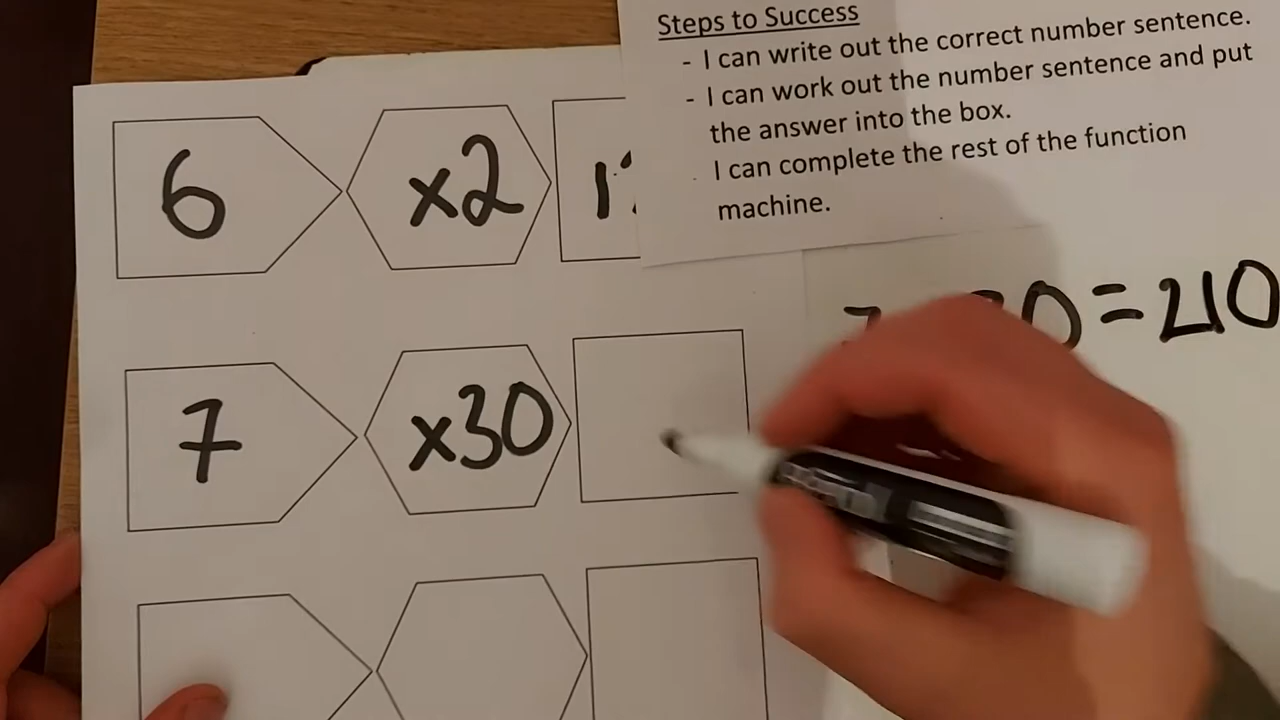 Steps to Success
- I can write out the correct number sentence.
- I can work out the number sentence and put
the answer into the box.
I can complete the rest of the function
machine.
6 x2
= 210
7 x30